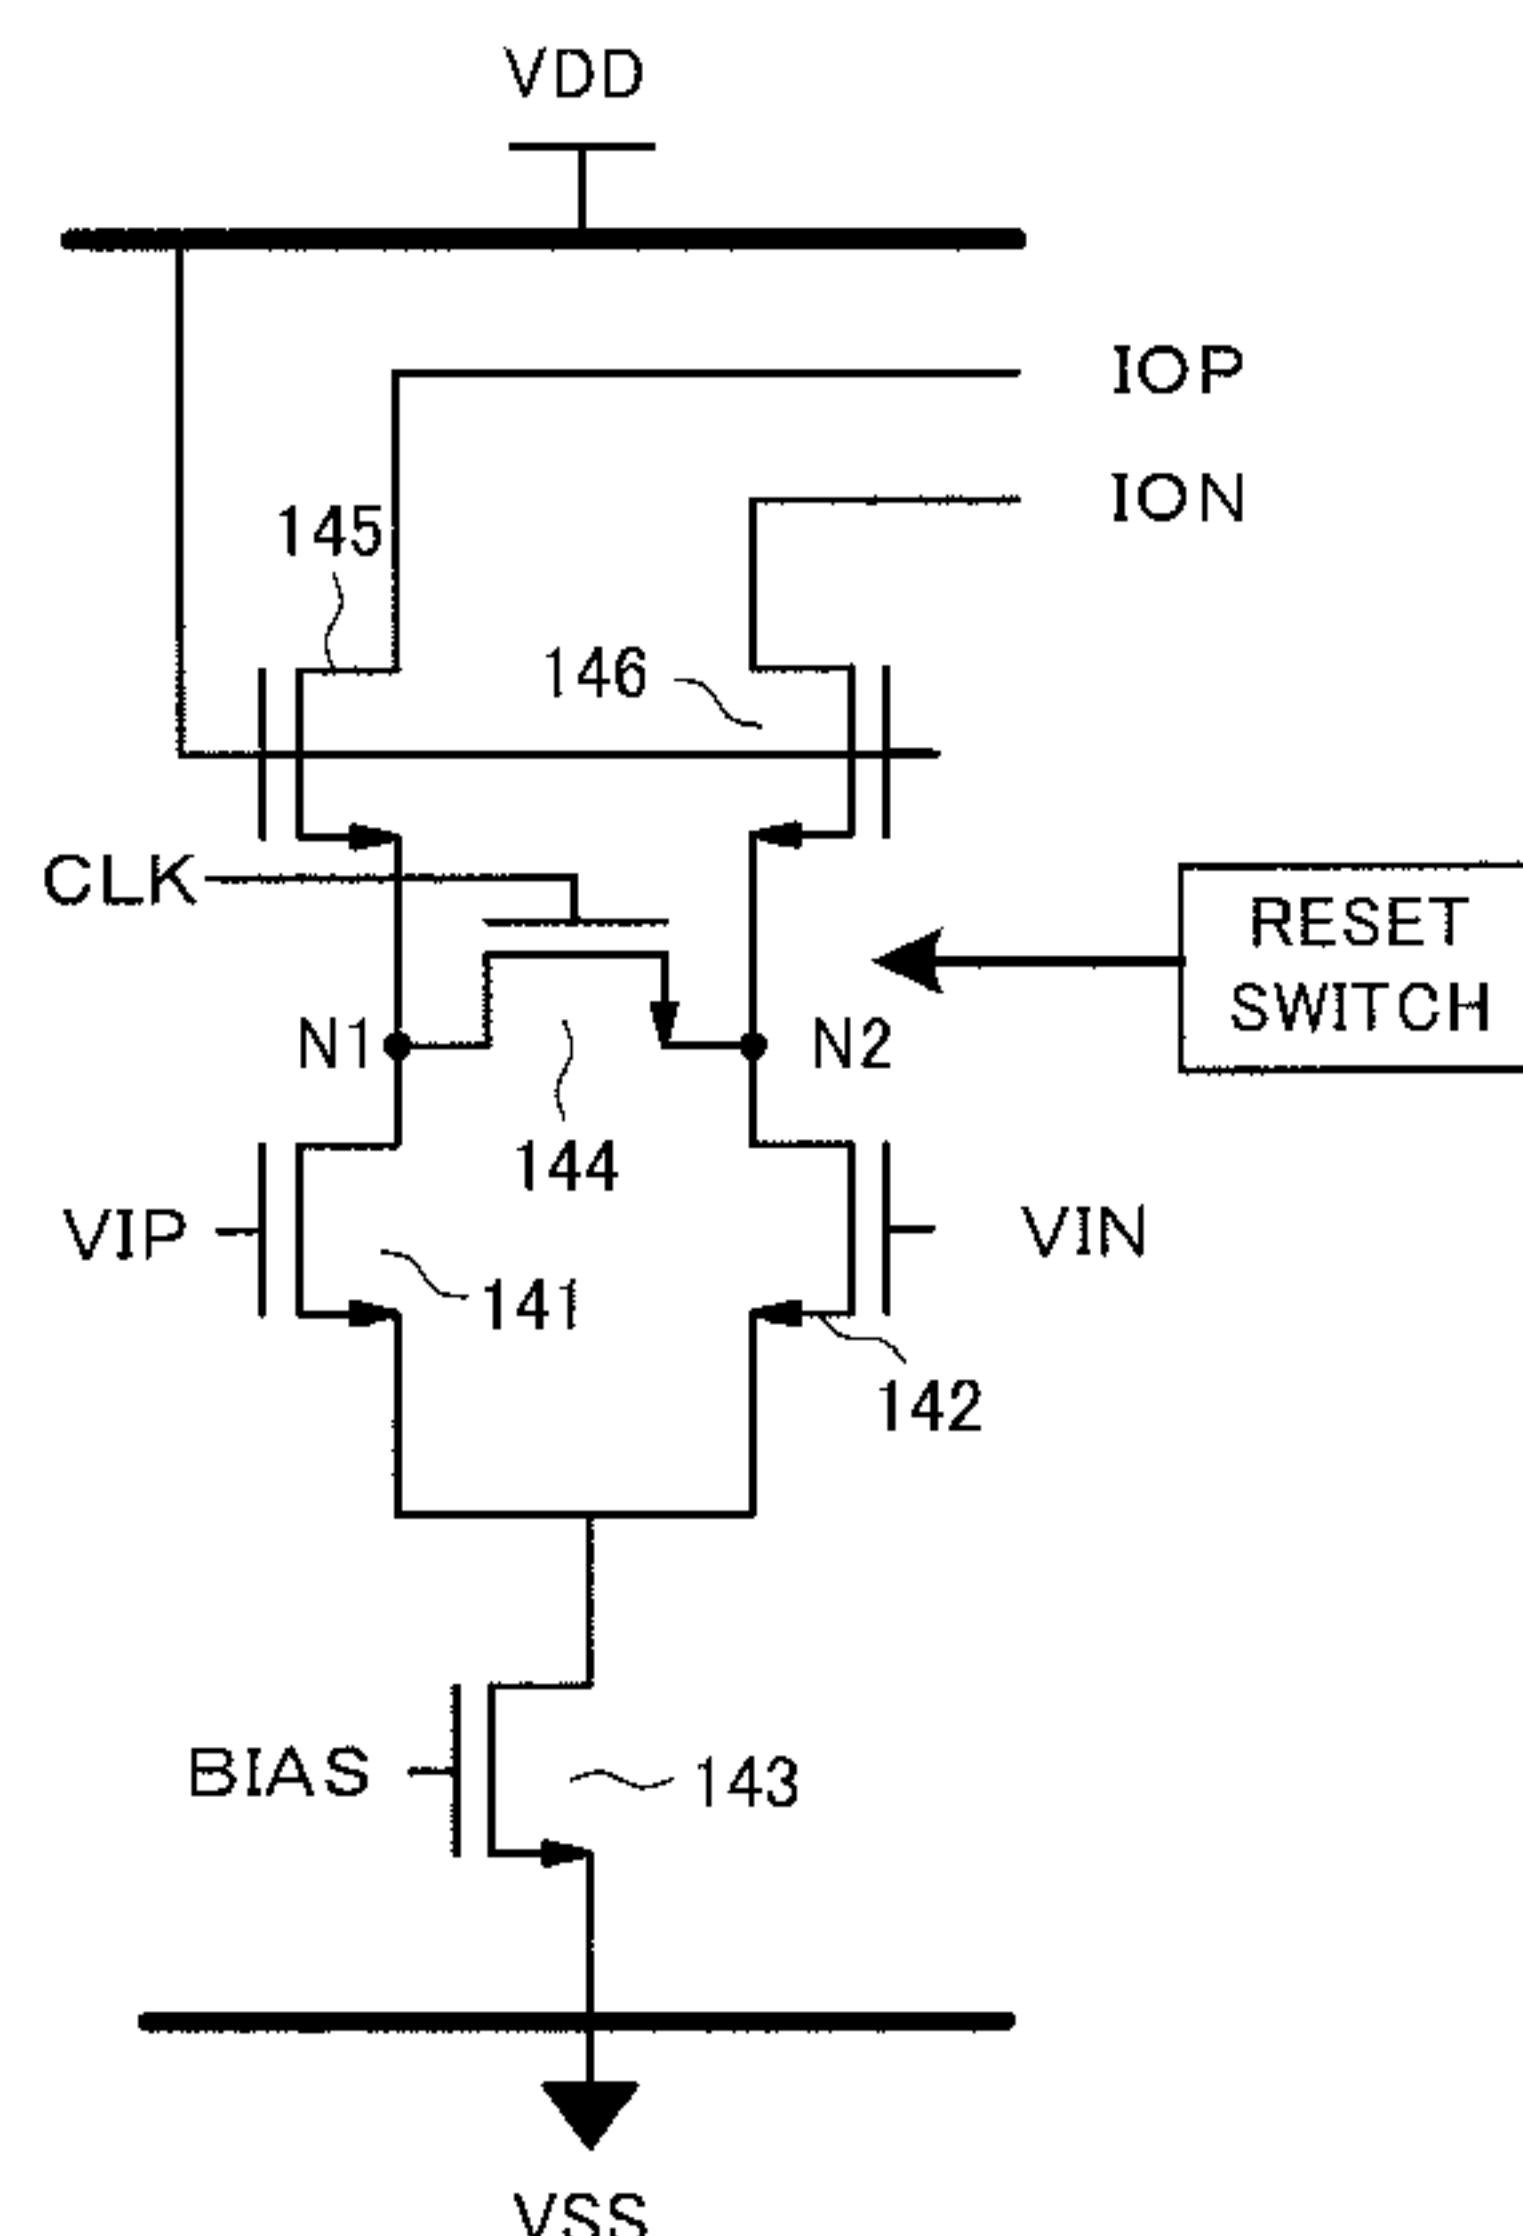 VDD
IOP
ION
145
146
CLK
RESET
SWITCH
N1
N2
144
VIP
VIN
141
142
BIAS
143
VSS